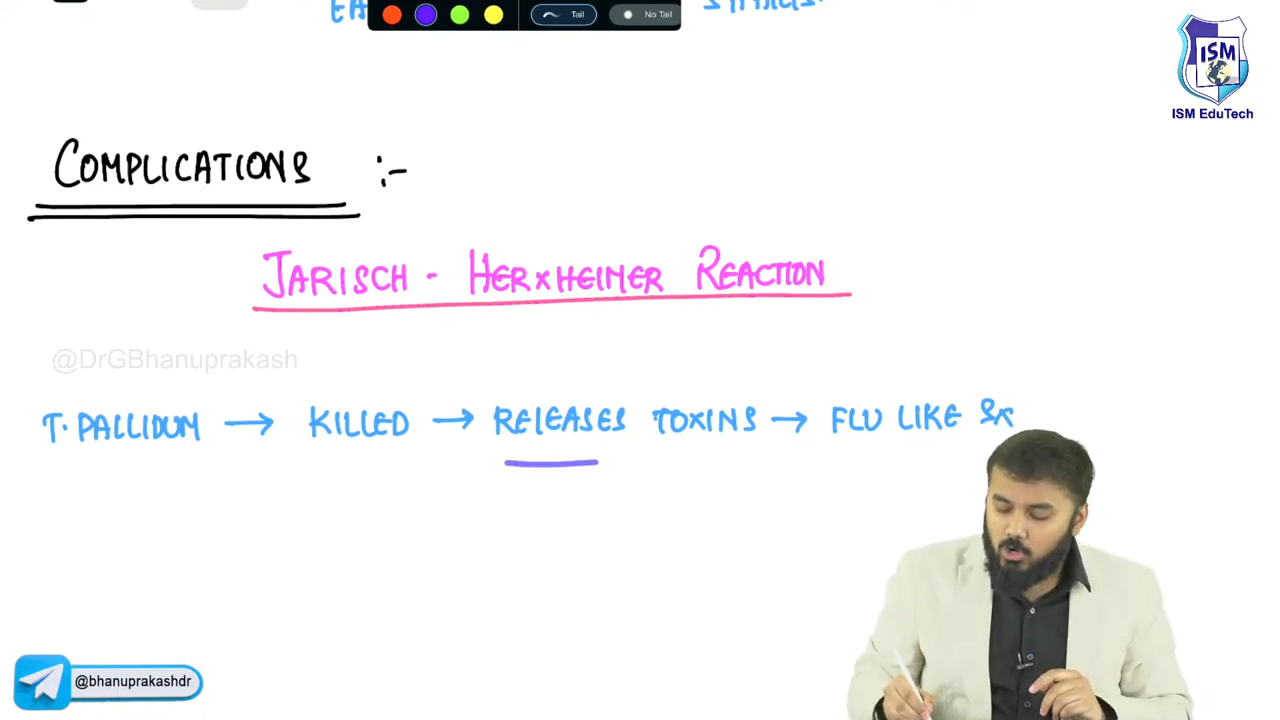 Tail
No Tail
ISM
ISM EduTech
COMPLICATIONS :-
JARISCH - HERXHEIMER REACTION
@DrGBhanuprakash
T. PALLIDUM → KILLED → RELEASES TOXINS → FLU LIKE SX
@bhanuprakashdr